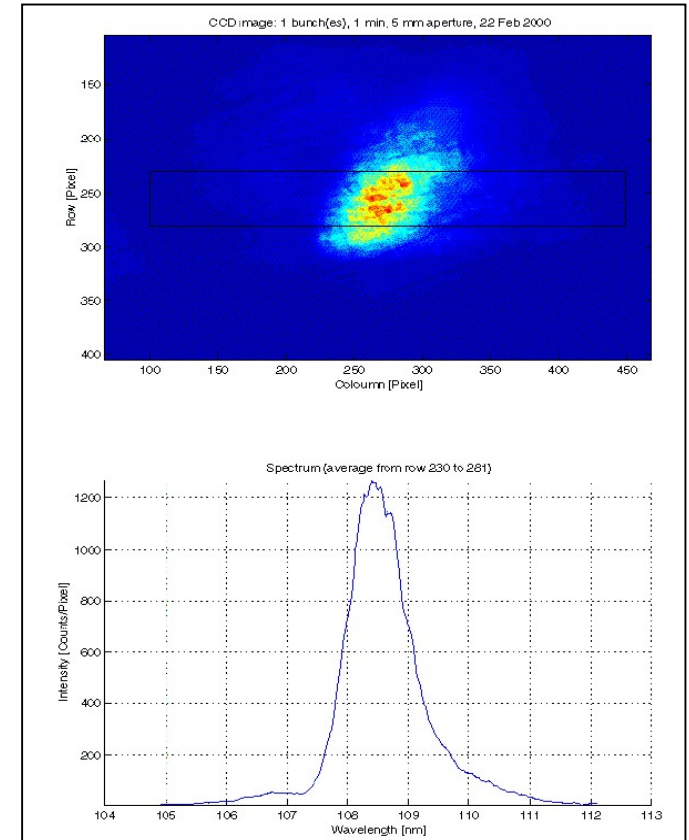 CCD image: 1 bunch(es), 1 min, 5 mm aperture, 22 Feb 2000
Row [Pixel]
150
200
250
300
350
400
100 150 200 250 300 350 400 450
Coloumn [Pixel]
Spectrum (average from row 230 to 281)
Intensity [Counts/Pixel]
1200
1000
800
600
400
200
104 105 106 107 108 109 110 111 112 113
Wavelength [nm]